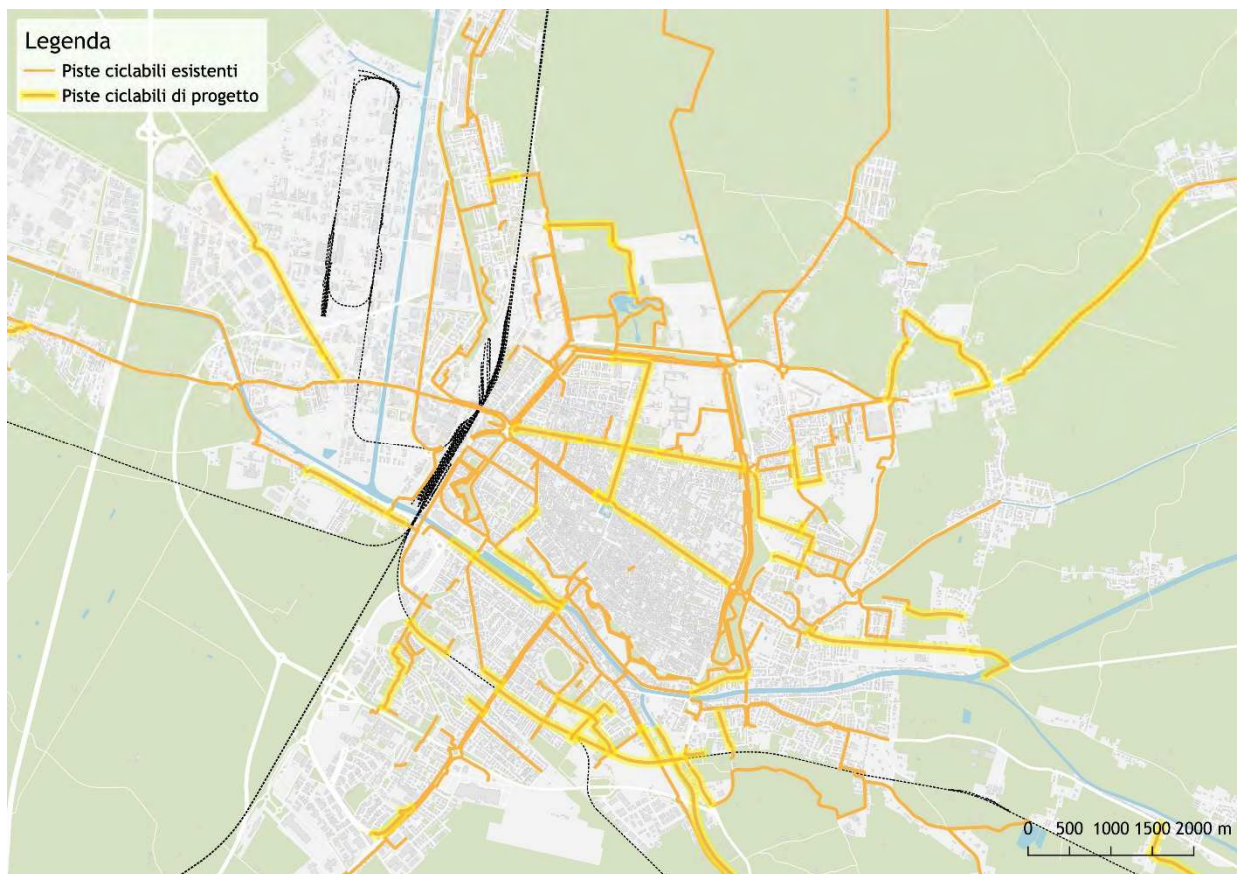 Legenda
Piste ciclabili esistenti
Piste ciclabili di progetto
0 500 1000 1500 2000 m